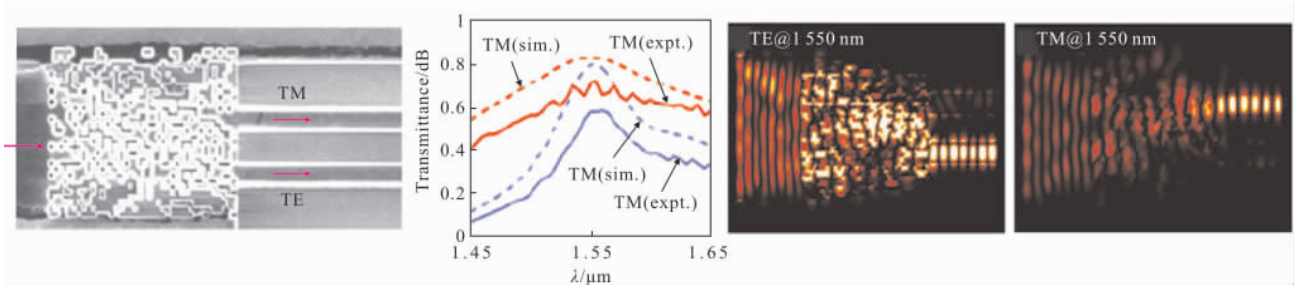 TM
TE
1
0.8
0.6
0.4
0.2
0
Transmittance/dB
TM(sim.)
TM(expt.)
TM(sim.)
TM(expt.)
1.45
1.55
1.65
λ/μm
TE@1 550 nm
TM@1 550 nm